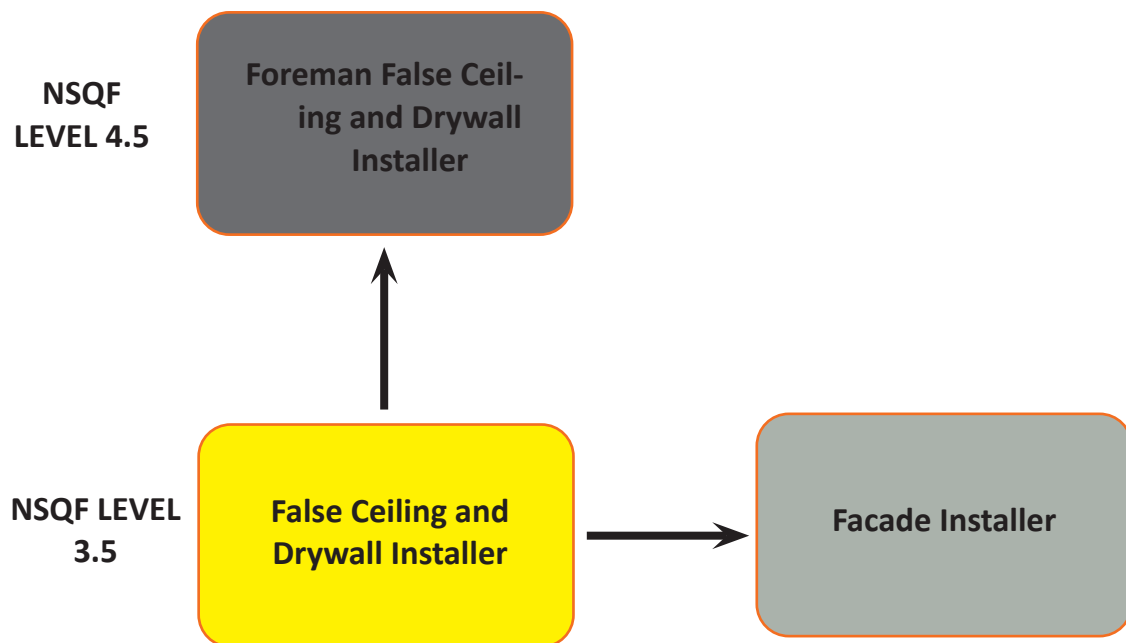 NSQF
LEVEL 4.5
Foreman False Ceil-
ing and Drywall
Installer
NSQF LEVEL
3.5
False Ceiling and
Drywall Installer
Facade Installer